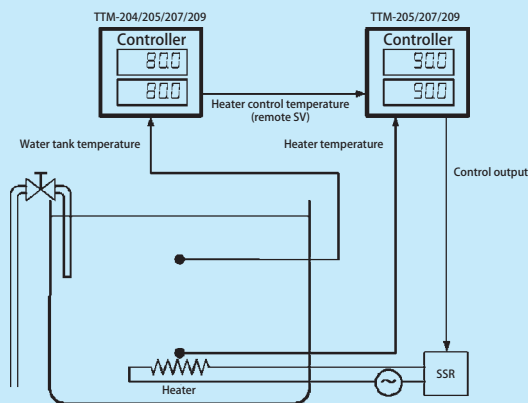 TTM-204/205/207/209
TTM-205/207/209
Controller
80.0
80.0
Controller
90.0
90.0
Heater control temperature
(remote SV)
Water tank temperature
Heater temperature
Control output
SSR
Heater